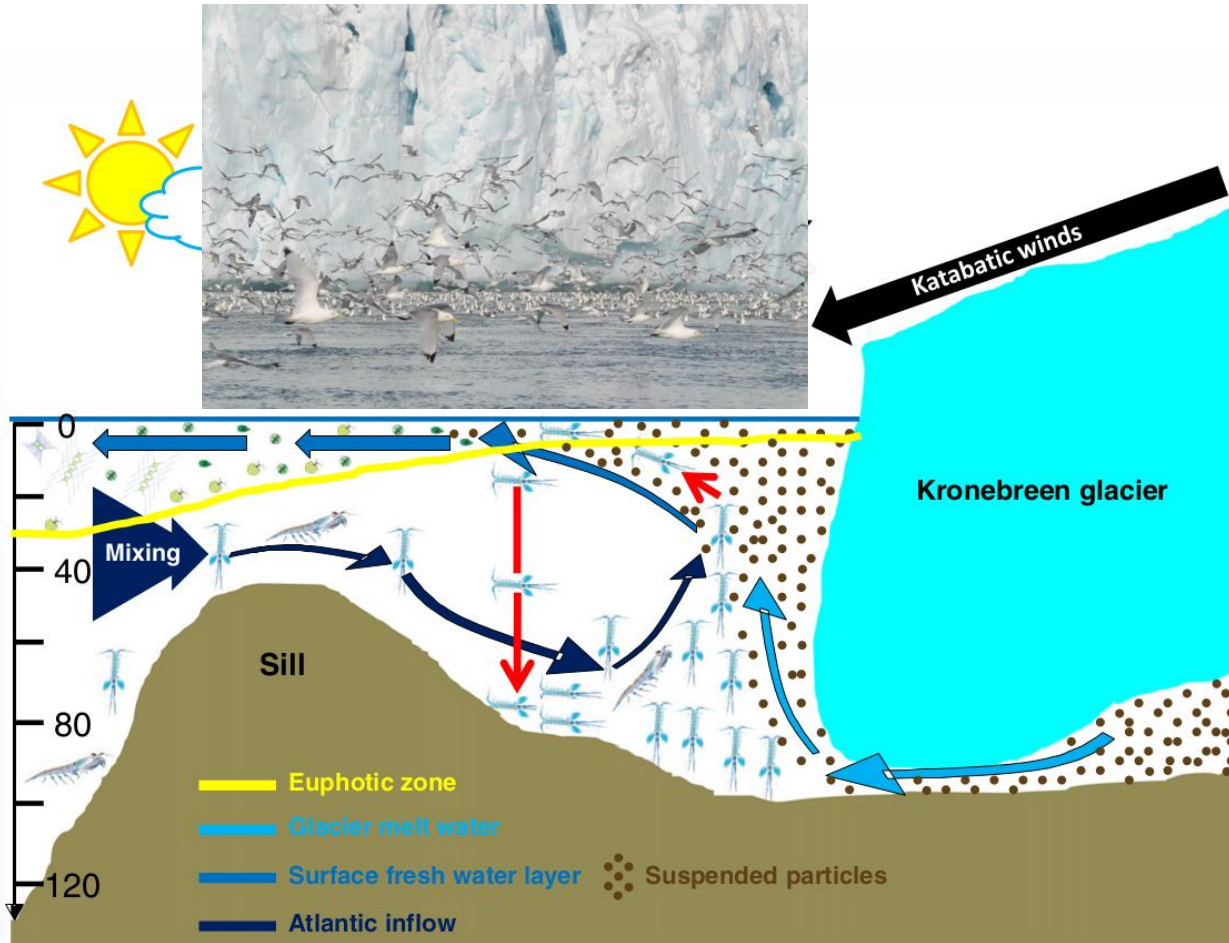 Katabatic winds
0
Kronebreen glacier
Mixing
40
Sill
80
Euphotic zone
Glacier melt water
Surface fresh water layer
Suspended particles
120
Atlantic inflow